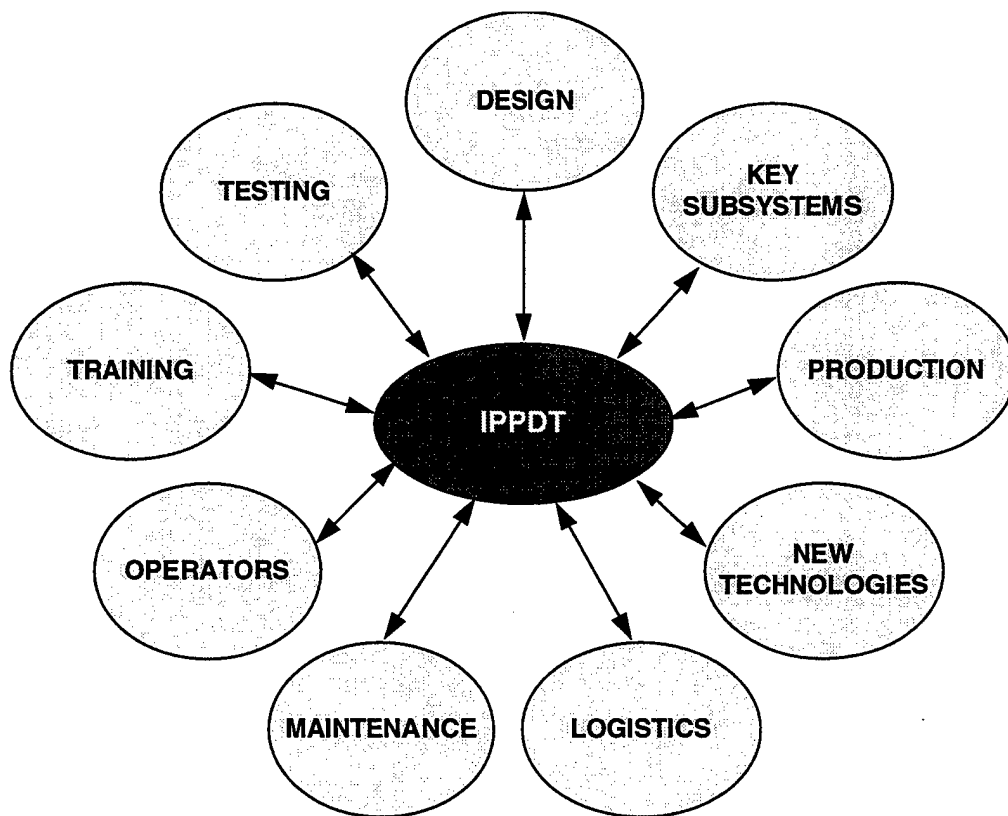 DESIGN
TESTING
KEY
SUBSYSTEMS
TRAINING
PRODUCTION
IPPDT
OPERATORS
NEW
TECHNOLOGIES
MAINTENANCE
LOGISTICS